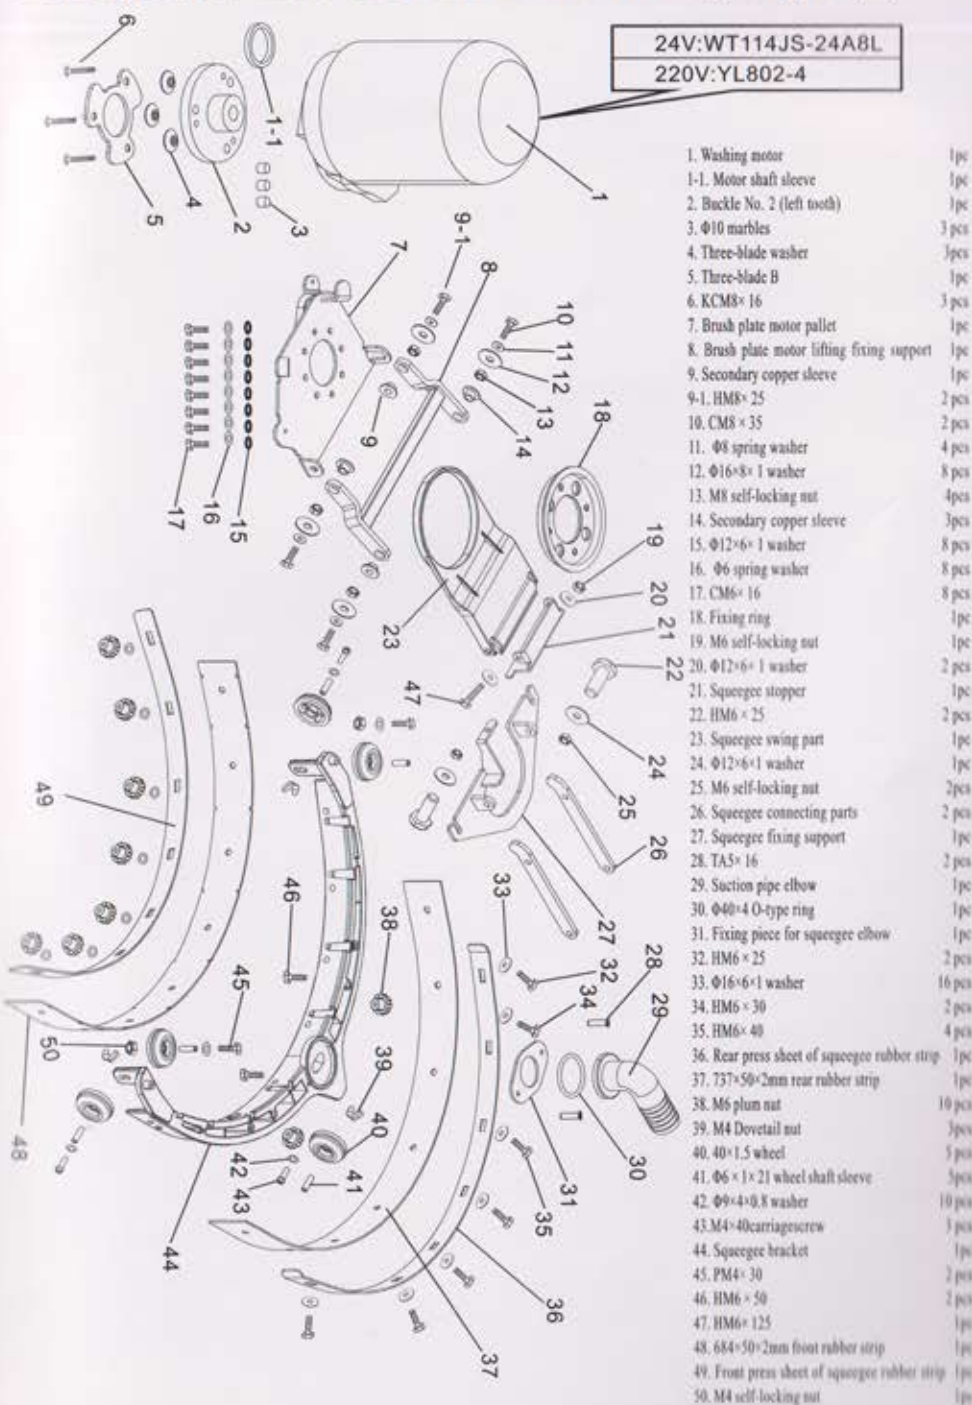 24V:WT114JS-24A8L
220V:YL802-4
1. Washing motor 1pc
1-1. Motor shaft sleeve 1pc
2. Buckle No. 2 (left tooth) 1pc
3. Φ10 marbles 3 pcs
4. Three-blade washer 3pcs
5. Three-blade B 1pc
6. KCM8×16 3 pcs
7. Brush plate motor pallet 1pc
8. Brush plate motor lifting fixing support 1pc
9. Secondary copper sleeve 1pc
9-1. HM8×25 2 pcs
10. CM8×35 2 pcs
11. Φ8 spring washer 4 pcs
12. Φ16×8×1 washer 8 pcs
13. M8 self-locking nut 4pcs
14. Secondary copper sleeve 3pcs
15. Φ12×6×1 washer 8 pcs
16. Φ6 spring washer 8 pcs
17. CM6×16 8 pcs
18. Fixing ring 1pc
19. M6 self-locking nut 1pc
20. Φ12×6×1 washer 2 pcs
21. Squeegee stopper 1pc
22. HM6×25 2 pcs
23. Squeegee swing part 1pc
24. Φ12×6×1 washer 1pc
25. M6 self-locking nut 2pcs
26. Squeegee connecting parts 2 pcs
27. Squeegee fixing support 1pc
28. TA5×16 2 pcs
29. Suction pipe elbow 1pc
30. Φ40×4 O-type ring 1pc
31. Fixing piece for squeegee elbow 1pc
32. HM6×25 2 pcs
33. Φ16×6×1 washer 16 pcs
34. HM6×30 2 pcs
35. HM6×40 4 pcs
36. Rear press sheet of squeegee rubber strip 1pc
37. 737×50×2mm rear rubber strip 1pc
38. M6 plum nut 10 pcs
39. M4 Dovetail nut 3pcs
40. 40×1.5 wheel 5 pcs
41. Φ6×1×21 wheel shaft sleeve 5pcs
42. Φ9×4×0.8 washer 10 pcs
43.M4×40carriagescrew 3 pcs
44. Squeegee bracket 1pc
45. PM4×30 2 pcs
46. HM6×50 2 pcs
47. HM6×125 1pc
48. 684×50×2mm front rubber strip 1pc
49. Front press sheet of squeegee rubber strip 1pc
50. M4 self-locking nut 1pc
6
1-1
4
5
2
3
1
9-1
7
8
10
11
12
13
14
9
18
17
16
15
19
20
21
22
23
47
24
25
26
27
49
46
38
33
32
28
34
29
45
50
39
40
30
31
48
42
43
41
35
44
36
37